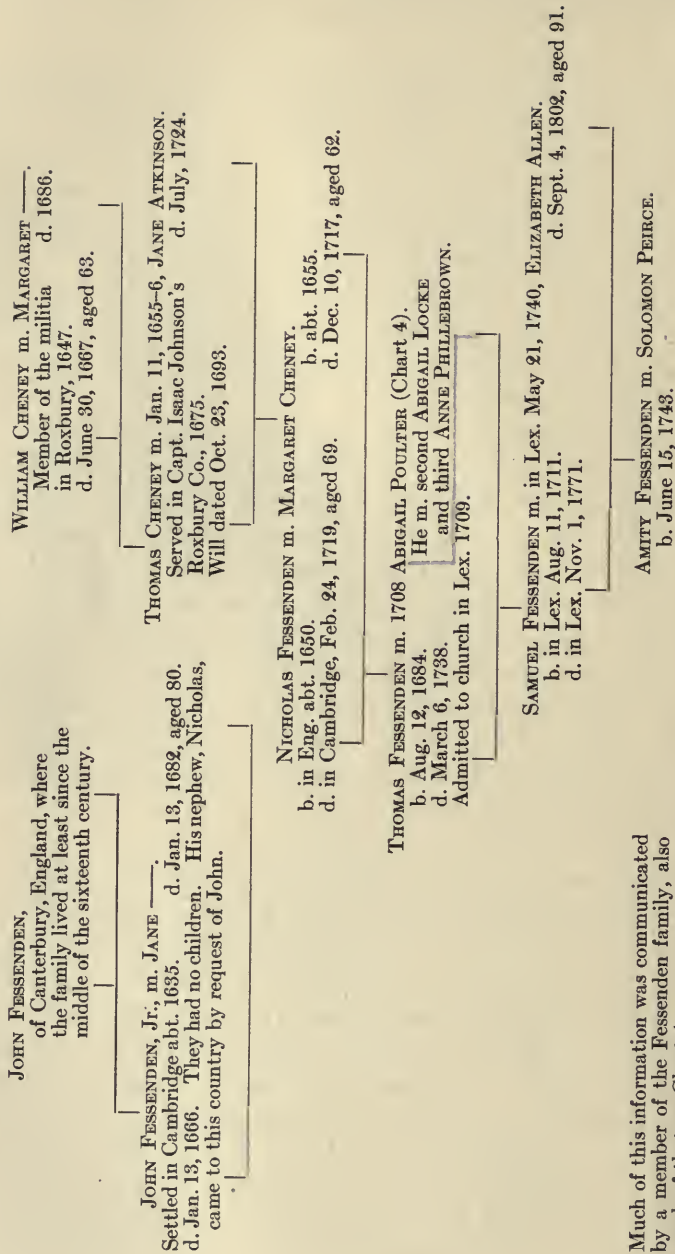 JOHN FESSENDEN,
of Canterbury, England, where
the family lived at least since the
middle of the sixteenth century.
WILLIAM CHENEY m. MARGARET ——.
Member of the militia d. 1686.
in Roxbury, 1647.
d. June 30, 1667, aged 63.
JOHN FESSENDEN, Jr., m. JANE ——.
Settled in Cambridge abt. 1635. d. Jan. 13, 1682, aged 80.
d. Jan. 13, 1666. They had no children. His nephew, Nicholas,
came to this country by request of John.
THOMAS CHENEY m. Jan. 11, 1655-6, JANE ATKINSON.
Served in Capt. Isaac Johnson's d. July, 1724.
Roxbury Co., 1675.
Will dated Oct. 23, 1693.
NICHOLAS FESSENDEN m. MARGARET CHENEY.
b. in Eng. abt. 1650. b. abt. 1655.
d. in Cambridge, Feb. 24, 1719, aged 69. d. Dec. 10, 1717, aged 62.
THOMAS FESSENDEN m. 1708 ABIGAIL POULTER (Chart 4).
b. Aug. 12, 1684. He m. second ABIGAIL LOCKE
d. March 6, 1738. and third ANNE PHILLEBROWN.
Admitted to church in Lex. 1709.
SAMUEL FESSENDEN m. in Lex. May 21, 1740, ELIZABETH ALLEN.
b. in Lex. Aug. 11, 1711. d. Sept. 4, 1802, aged 91.
d. in Lex. Nov. 1, 1771.
AMITY FESSENDEN m. SOLOMON PEIRCE.
b. June 15, 1743.
Much of this information was communicated
by a member of the Fessenden family, also